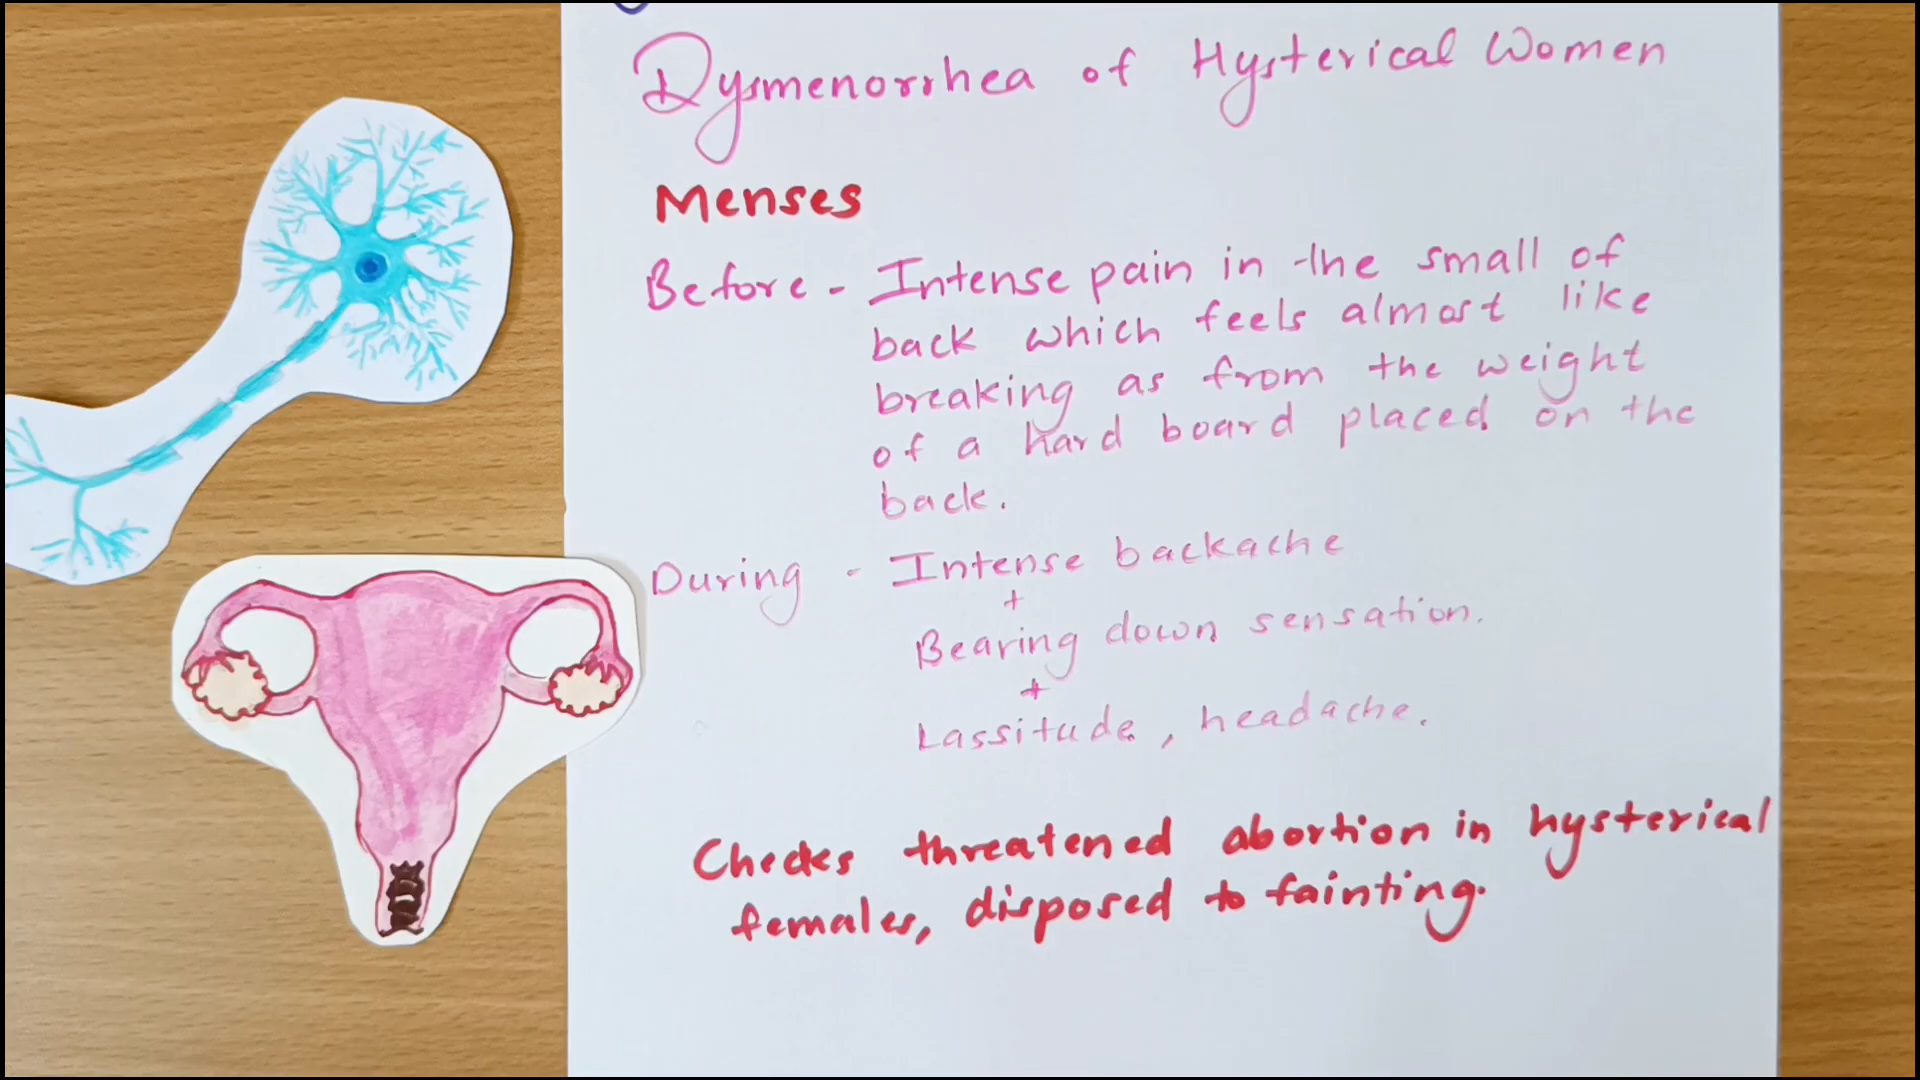 Dysmenorrhea of Hysterical Women
Menses
Before - Intense pain in the small of
back which feels almost like
breaking as from the weight
of a hard board placed on the
back.
During - Intense backache
+
Bearing down sensation.
+
Lassitude, headache.
Checks threatened abortion in hysterical
females, disposed to fainting.